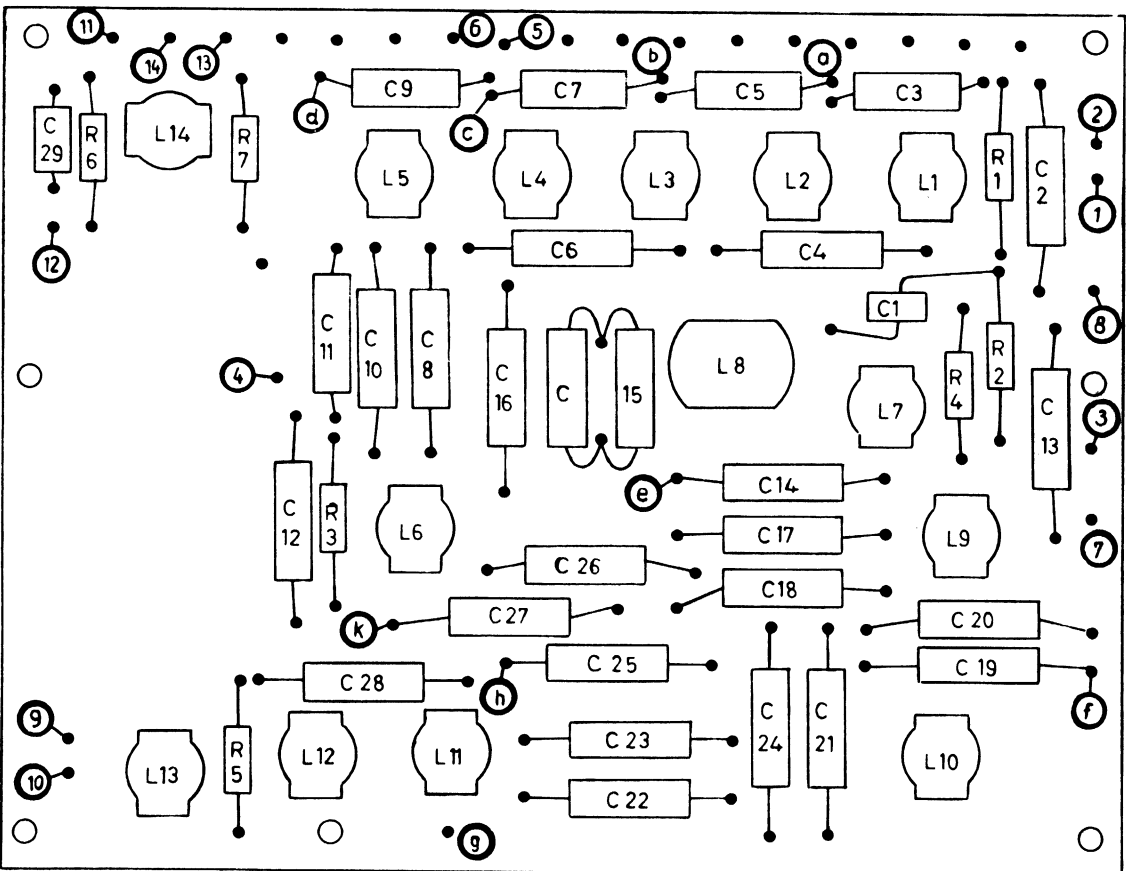 11
14
13
6
5
b
a
d
C9
c
C7
C5
C3
2
C
29
R
6
L14
R
7
L5
L4
L3
L2
L1
R
1
C
2
1
12
C6
C4
C1
8
C
11
C
10
C
8
C
16
C
15
L8
L7
R
4
R
2
C
13
3
4
e
C14
C
12
R
3
L6
C17
L9
7
C 26
C18
k
C27
C 20
h
C 25
C 19
C 28
f
9
10
L13
R
5
L12
L11
C 23
C 22
C
24
C
21
L10
g